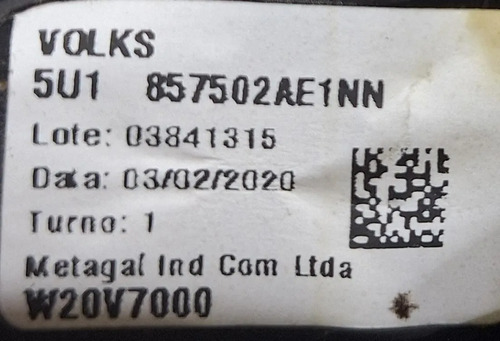 VOLKS
5U1 857502AE1NN
Lote: 03841315
Data: 03/02/2020
Turno: 1
Metagal Ind Com Ltda
W20V7000